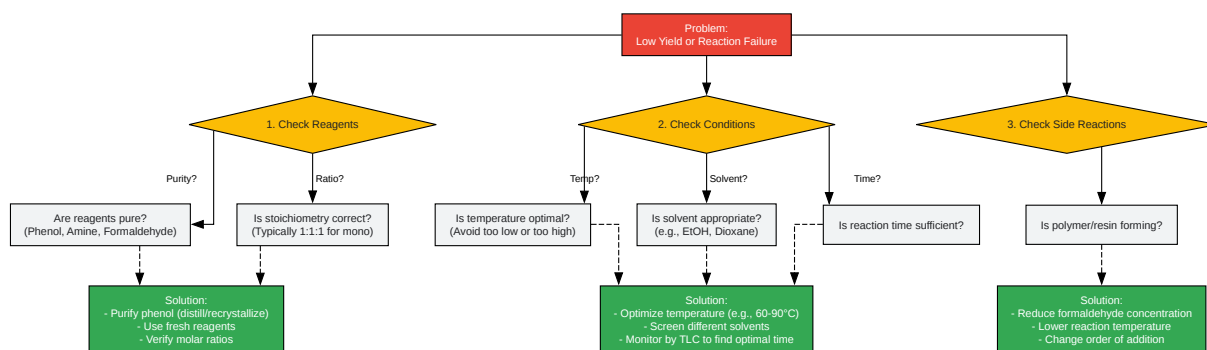 Problem:
Low Yield or Reaction Failure
1. Check Reagents
2. Check Conditions
3. Check Side Reactions
Purity?
Ratio?
Temp?
Solvent?
Time?
Are reagents pure?
(Phenol, Amine, Formaldehyde)
Is stoichiometry correct?
(Typically 1:1:1 for mono)
Is temperature optimal?
(Avoid too low or too high)
Is solvent appropriate?
(e.g., EtOH, Dioxane)
Is reaction time sufficient?
Is polymer/resin forming?
Solution:
- Purify phenol (distill/recrystallize)
- Use fresh reagents
- Verify molar ratios
Solution:
- Optimize temperature (e.g., 60-90°C)
- Screen different solvents
- Monitor by TLC to find optimal time
Solution:
- Reduce formaldehyde concentration
- Lower reaction temperature
- Change order of addition